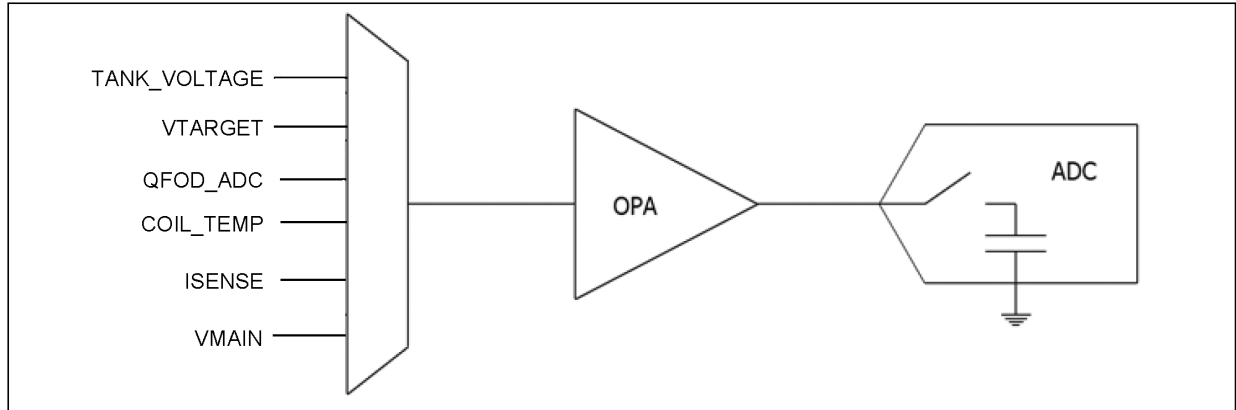 TANK_VOLTAGE
VTARGET
QFOD_ADC
COIL_TEMP
ISENSE
VMAIN
OPA
ADC